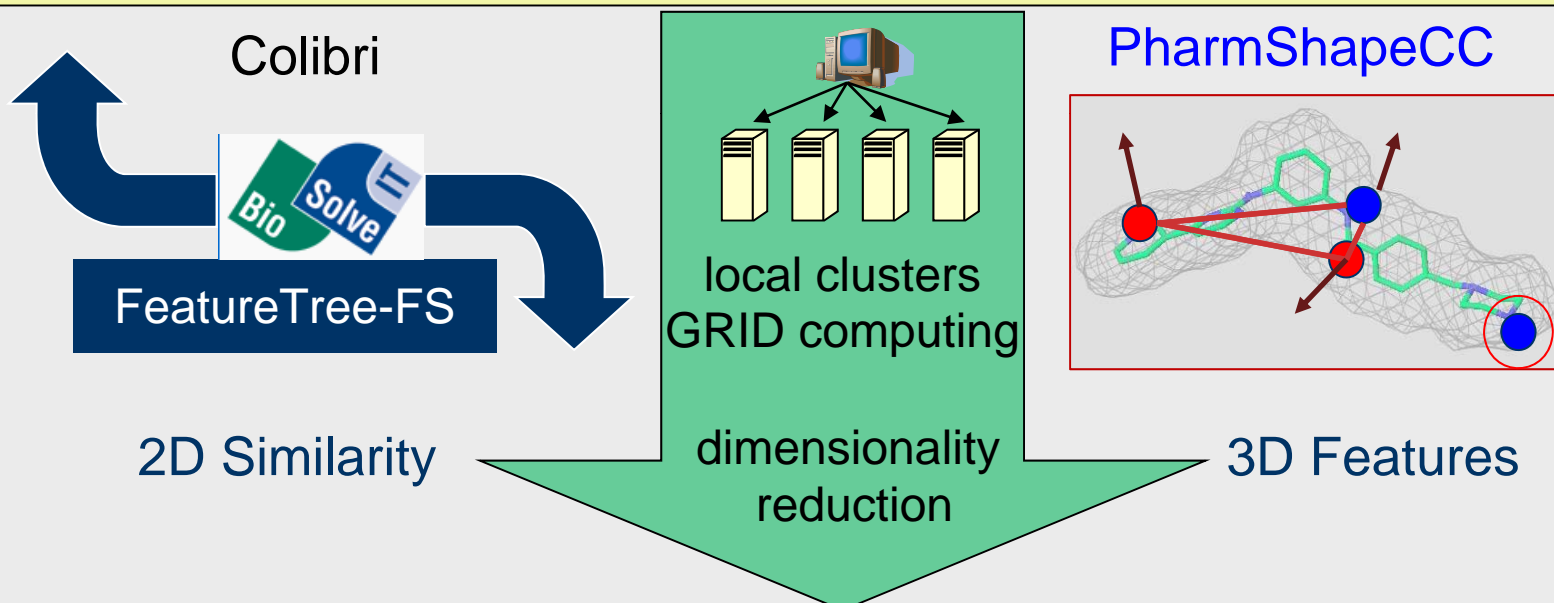 Colibri
Bio
Solve
IT
FeatureTree-FS
2D Similarity
local clusters
GRID computing
dimensionality
reduction
PharmShapeCC
3D Features